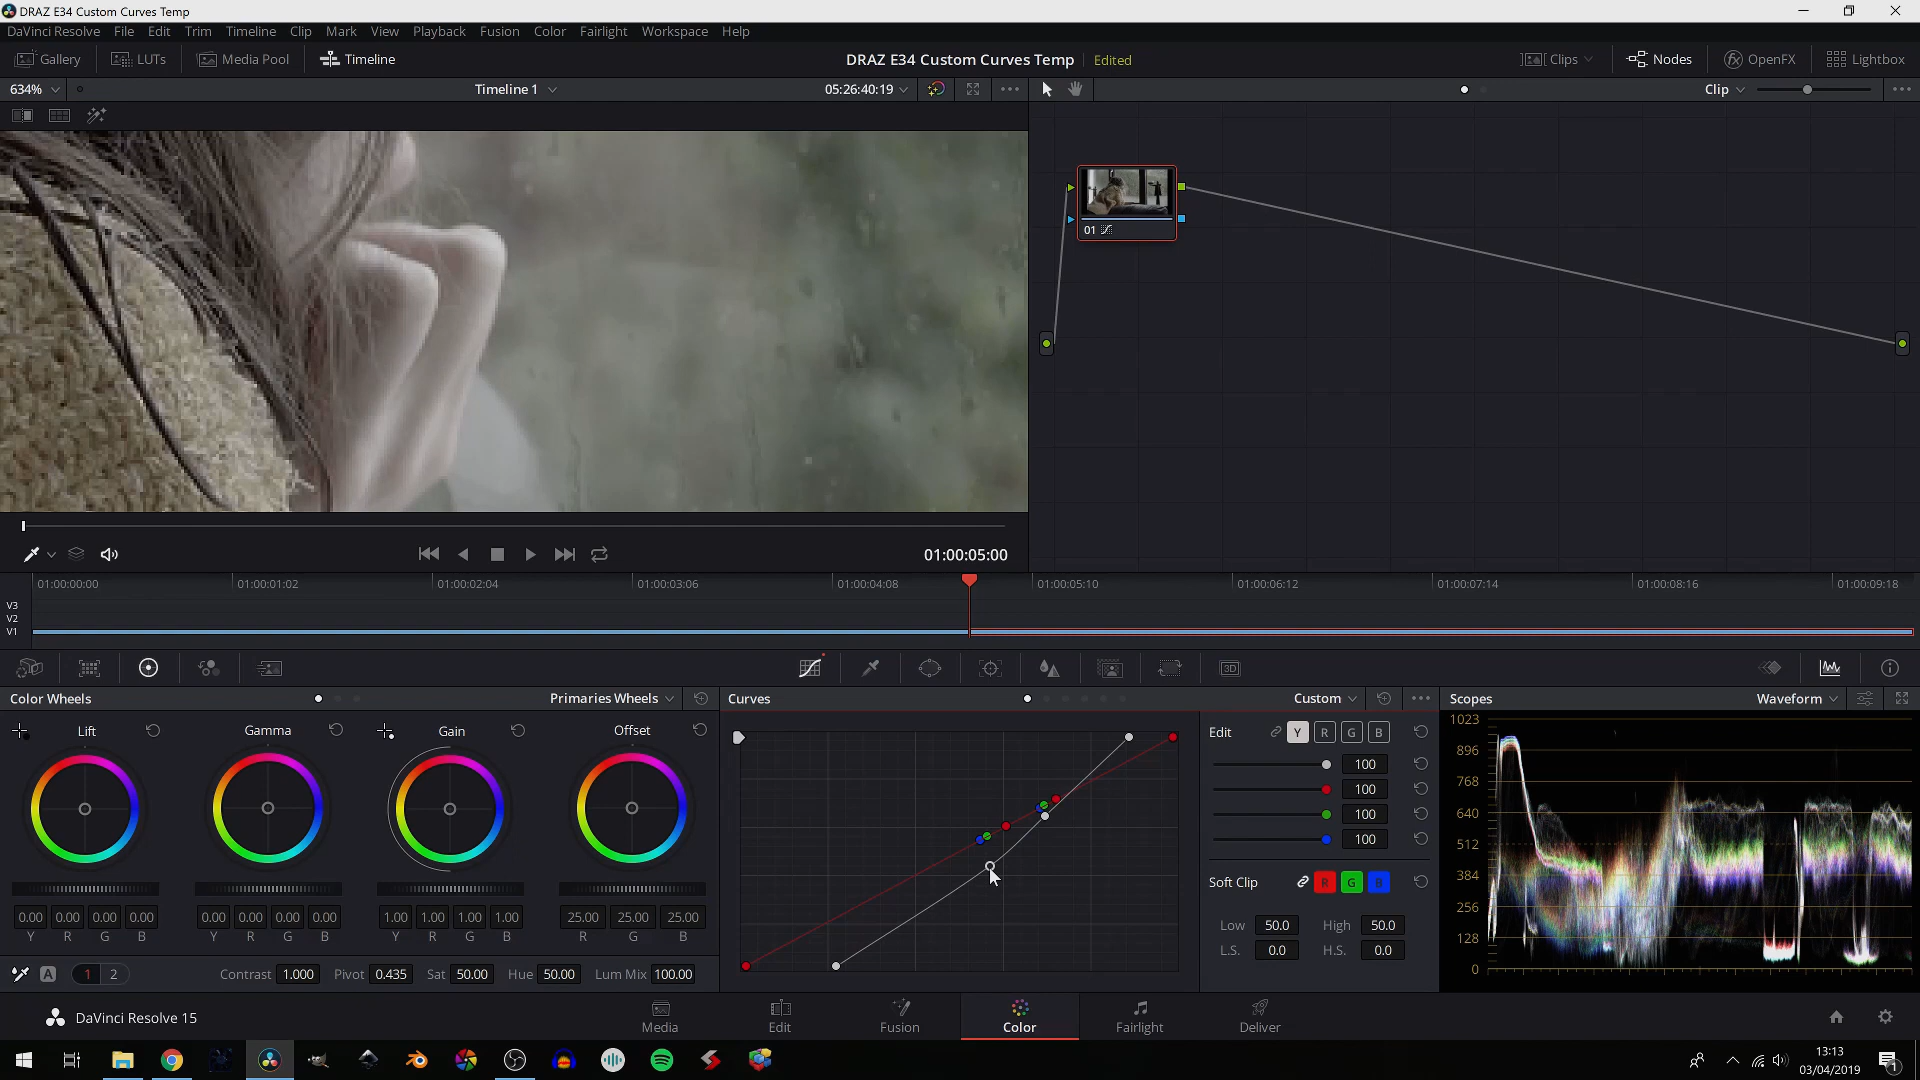 DRAZ E34 Custom Curves Temp
DaVinci Resolve File Edit Trim Timeline Clip Mark View Playback Fusion Color Fairlight Workspace Help
Gallery LUTs Media Pool Timeline DRAZ E34 Custom Curves Temp Edited Clips Nodes OpenFX Lightbox
634% Timeline 1 05:26:40:19 Clip
01
01:00:05:00
01:00:00:00 01:00:01:02 01:00:02:04 01:00:03:06 01:00:04:08 01:00:05:10 01:00:06:12 01:00:07:14 01:00:08:16 01:00:09:18
V3
V2
V1
3D
Color Wheels Primaries Wheels Curves Custom Scopes Waveform
Lift Gamma Gain Offset
0.00 0.00 0.00 0.00 0.00 0.00 0.00 0.00 1.00 1.00 1.00 1.00 25.00 25.00 25.00
Y R G B Y R G B Y R G B R G B
A 1 2 Contrast 1.000 Pivot 0.435 Sat 50.00 Hue 50.00 Lum Mix 100.00
Edit Y R G B
100
100
100
100
Soft Clip R G B
Low 50.0 High 50.0
L.S. 0.0 H.S. 0.0
1023
896
768
640
512
384
256
128
0
DaVinci Resolve 15 Media Edit Fusion Color Fairlight Deliver
13:13
03/04/2019
1